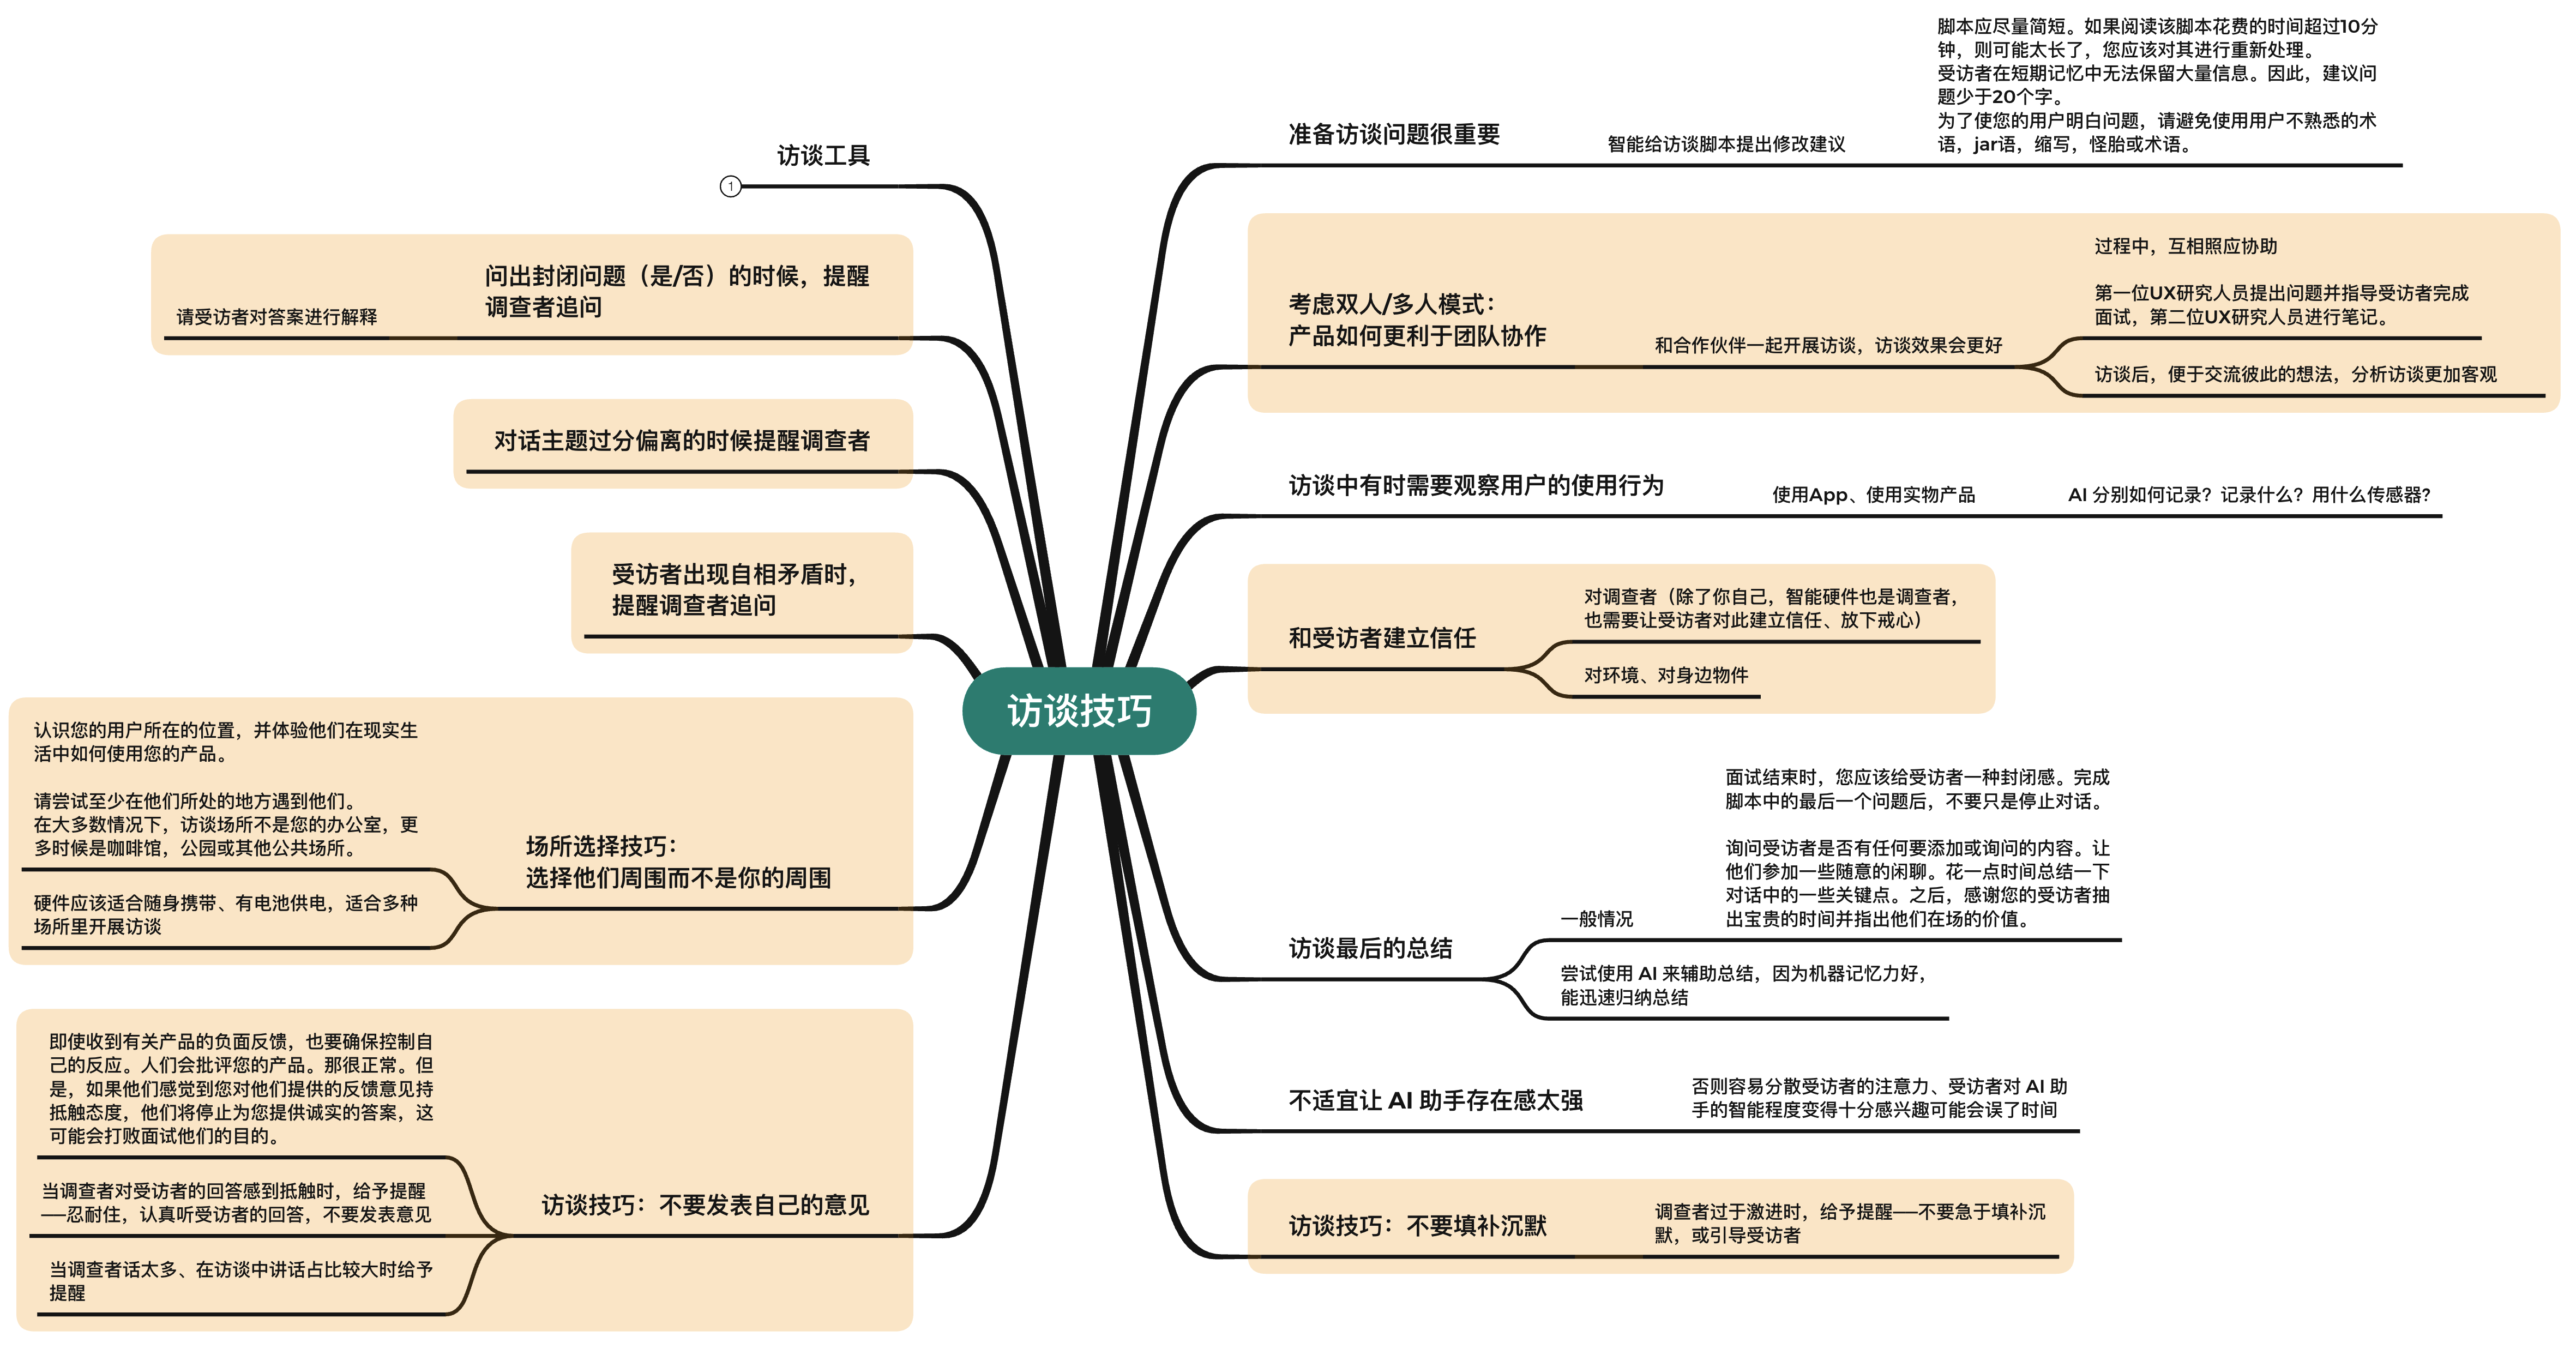 访谈技巧
准备访谈问题很重要
智能给访谈脚本提出修改建议
脚本应尽量简短。如果阅读该脚本花费的时间超过10分
钟，则可能太长了，您应该对其进行重新处理。
受访者在短期记忆中无法保留大量信息。因此，建议问
题少于20个字。
为了使您的用户明白问题，请避免使用用户不熟悉的术
语，jar语，缩写，怪胎或术语。
考虑双人/多人模式：
产品如何更利于团队协作
和合作伙伴一起开展访谈，访谈效果会更好
过程中，互相照应协助
第一位UX研究人员提出问题并指导受访者完成
面试，第二位UX研究人员进行笔记。
访谈后，便于交流彼此的想法，分析访谈更加客观
访谈中有时需要观察用户的使用行为
使用App、使用实物产品
AI 分别如何记录？记录什么？用什么传感器？
和受访者建立信任
对调查者（除了你自己，智能硬件也是调查者，
也需要让受访者对此建立信任、放下戒心）
对环境、对身边物件
访谈最后的总结
一般情况
面试结束时，您应该给受访者一种封闭感。完成
脚本中的最后一个问题后，不要只是停止对话。
询问受访者是否有任何要添加或询问的内容。让
他们参加一些随意的闲聊。花一点时间总结一下
对话中的一些关键点。之后，感谢您的受访者抽
出宝贵的时间并指出他们在场的价值。
尝试使用 AI 来辅助总结，因为机器记忆力好，
能迅速归纳总结
不适宜让 AI 助手存在感太强
否则容易分散受访者的注意力、受访者对 AI 助
手的智能程度变得十分感兴趣可能会误了时间
访谈技巧：不要填补沉默
调查者过于激进时，给予提醒——不要急于填补沉
默，或引导受访者
访谈工具
1
问出封闭问题（是/否）的时候，提醒
调查者追问
请受访者对答案进行解释
对话主题过分偏离的时候提醒调查者
受访者出现自相矛盾时，
提醒调查者追问
场所选择技巧：
选择他们周围而不是你的周围
认识您的用户所在的位置，并体验他们在现实生
活中如何使用您的产品。
请尝试至少在他们所处的地方遇到他们。
在大多数情况下，访谈场所不是您的办公室，更
多时候是咖啡馆，公园或其他公共场所。
硬件应该适合随身携带、有电池供电，适合多种
场所里开展访谈
访谈技巧：不要发表自己的意见
即使收到有关产品的负面反馈，也要确保控制自
己的反应。人们会批评您的产品。那很正常。但
是，如果他们感觉到您对他们提供的反馈意见持
抵触态度，他们将停止为您提供诚实的答案，这
可能会打败面试他们的目的。
当调查者对受访者的回答感到抵触时，给予提醒
——忍耐住，认真听受访者的回答，不要发表意见
当调查者话太多、在访谈中讲话占比较大时给予
提醒